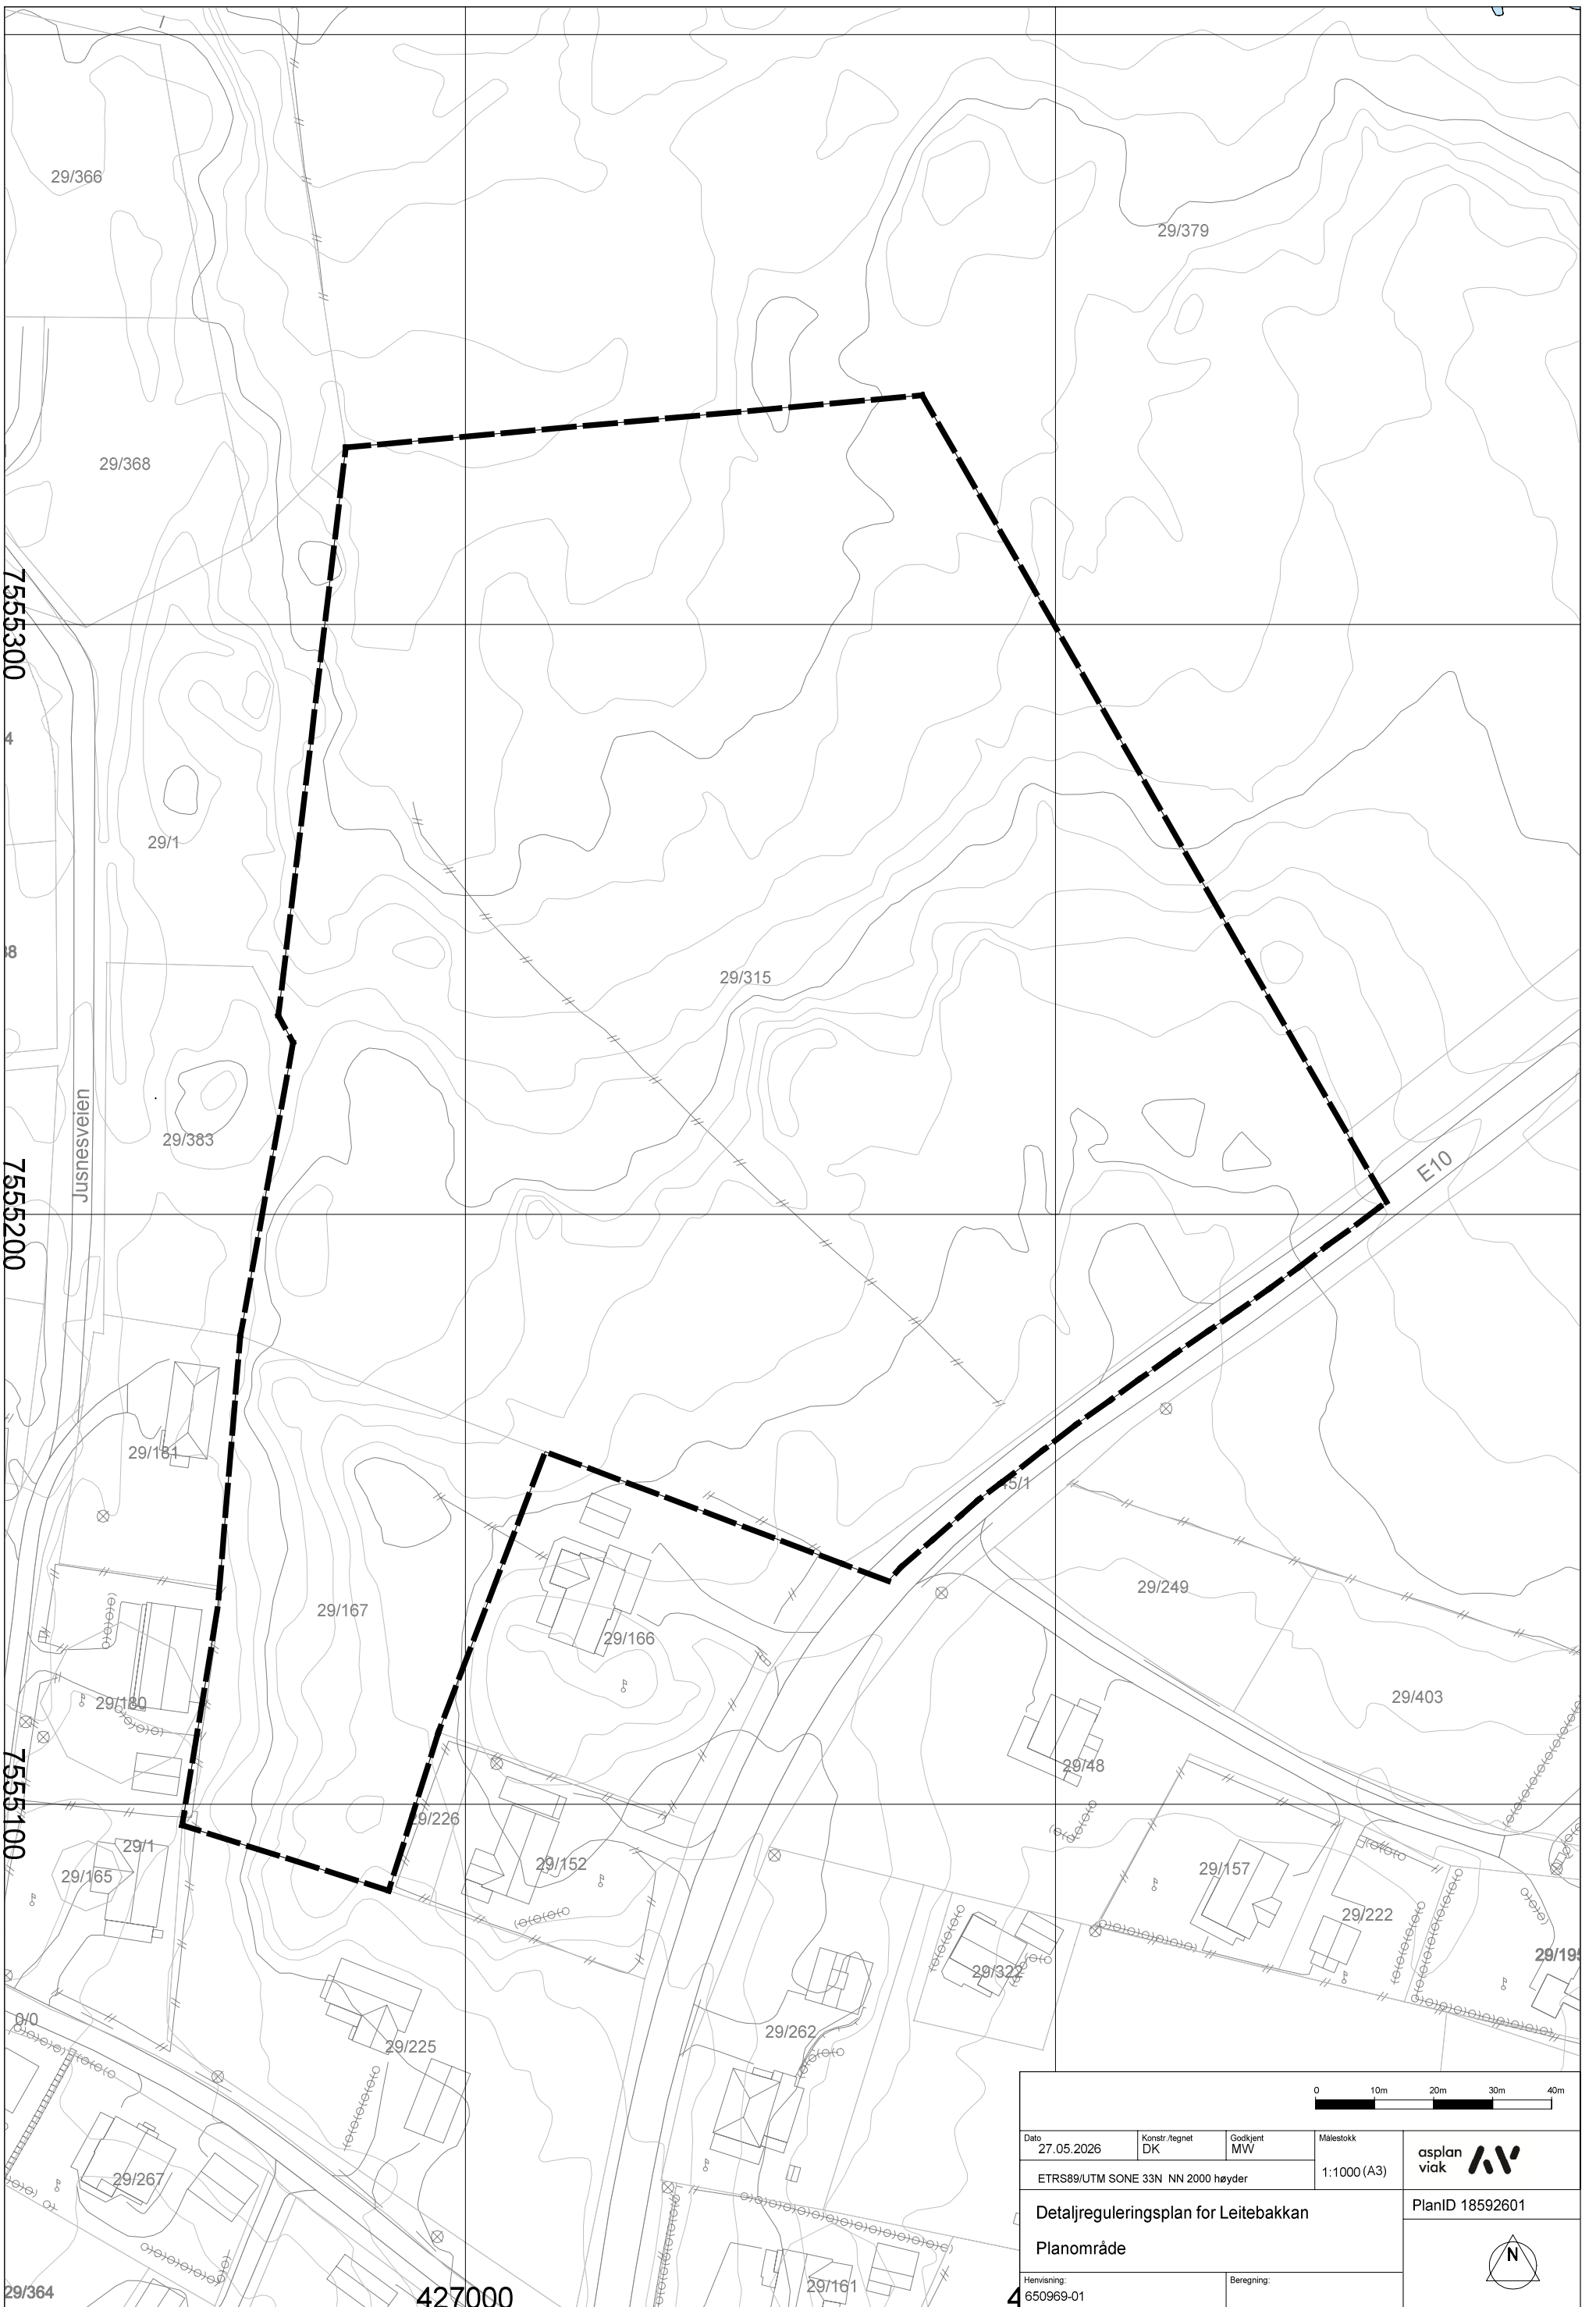 29/366
29/379
29/368
7555300
4
29/1
38
29/315
Jusnesveien
29/383
E10
7555200
29/181
45/1
29/249
29/167
29/166
29/180
29/403
29/48
7555100
29/226
29/1
29/152
29/165
29/157
29/222
29/195
29/322
0/0
29/262
29/225
29/267
29/161
29/364
427000
4
0 10m 20m 30m 40m
Dato
27.05.2026
Konstr./tegnet
DK
Godkjent
MW
Målestokk
1:1000 (A3)
asplan
viak
ETRS89/UTM SONE 33N NN 2000 høyder
Detaljreguleringsplan for Leitebakkan
Planområde
PlanID 18592601
N
Henvisning:
650969-01
Beregning: